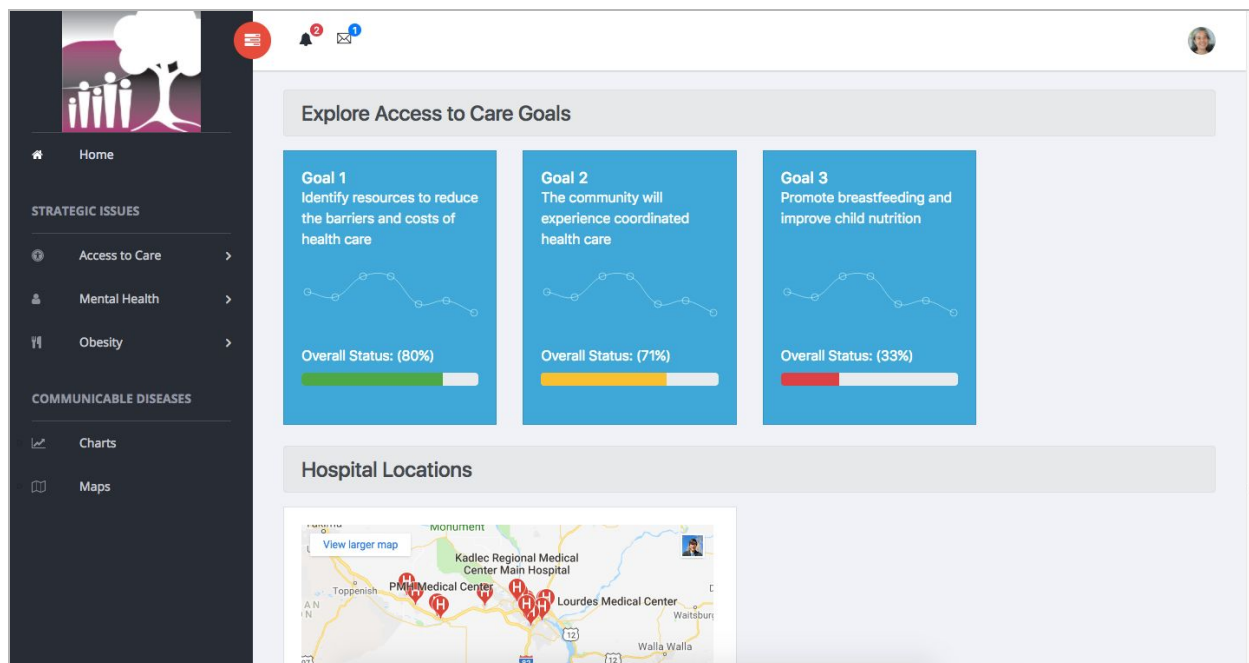 2
1
Home
STRATEGIC ISSUES
Access to Care
Mental Health
Obesity
COMMUNICABLE DISEASES
Charts
Maps
Explore Access to Care Goals
Goal 1
Identify resources to reduce
the barriers and costs of
health care
Overall Status: (80%)
Goal 2
The community will
experience coordinated
health care
Overall Status: (71%)
Goal 3
Promote breastfeeding and
improve child nutrition
Overall Status: (33%)
Hospital Locations
Monument
View larger map
Kadlec Regional Medical
Center Main Hospital
Toppenish
PMH Medical Center
Lourdes Medical Center
12
Walla Walla
12